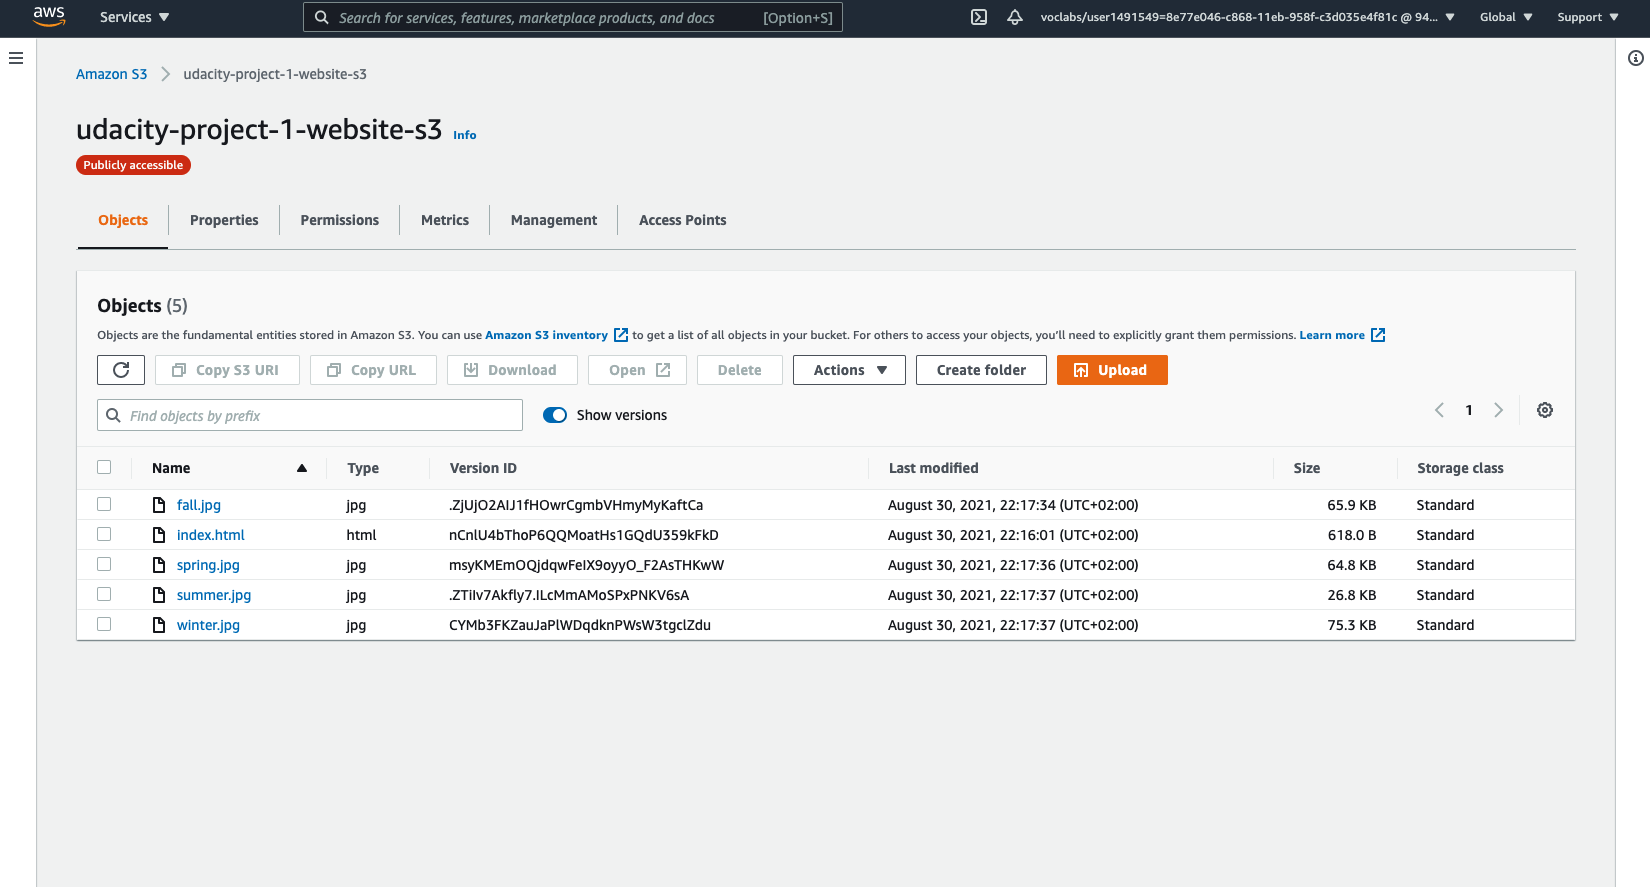 aws Services Search for services, features, marketplace products, and docs [Option+S] voclabs/user1491549=8e77e046-c868-11eb-958f-c3d035e4f81c @ 94... Global Support
Amazon S3 udacity-project-1-website-s3
udacity-project-1-website-s3 Info
Publicly accessible
Objects Properties Permissions Metrics Management Access Points
Objects (5)
Objects are the fundamental entities stored in Amazon S3. You can use Amazon S3 inventory to get a list of all objects in your bucket. For others to access your objects, you'll need to explicitly grant them permissions. Learn more
Copy S3 URI Copy URL Download Open Delete Actions Create folder Upload
Find objects by prefix Show versions 1
Name Type Version ID Last modified Size Storage class
fall.jpg jpg .ZjUjO2AIJ1fHOwrCgmbVHmyMyKaftCa August 30, 2021, 22:17:34 (UTC+02:00) 65.9 KB Standard
index.html html nCnlU4bThoP6QQMoatHs1GQdU359kFkD August 30, 2021, 22:16:01 (UTC+02:00) 618.0 B Standard
spring.jpg jpg msyKMEmOQjdqwFeIX9oyyO_F2AsTHKwW August 30, 2021, 22:17:36 (UTC+02:00) 64.8 KB Standard
summer.jpg jpg .ZTiIv7Akfly7.ILcMmAMoSPxPNKV6sA August 30, 2021, 22:17:37 (UTC+02:00) 26.8 KB Standard
winter.jpg jpg CYMb3FKZauJaPlWDqdknPWsW3tgclZdu August 30, 2021, 22:17:37 (UTC+02:00) 75.3 KB Standard